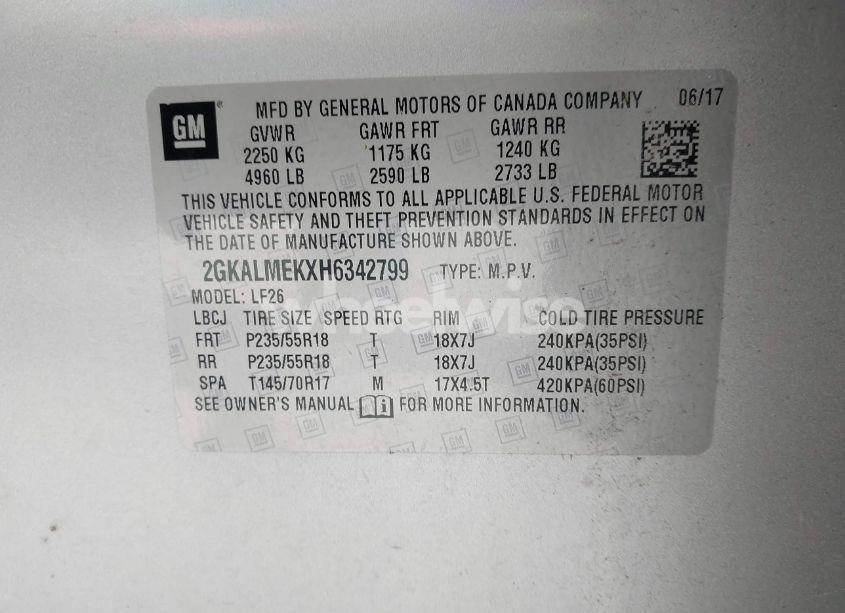 GM ® MFD BY GENERAL MOTORS OF CANADA COMPANY 06/17
GVWR GAWR FRT GAWR RR
2250 KG 1175 KG 1240 KG
4960 LB 2590 LB 2733 LB
THIS VEHICLE CONFORMS TO ALL APPLICABLE U.S. FEDERAL MOTOR
VEHICLE SAFETY AND THEFT PREVENTION STANDARDS IN EFFECT ON
THE DATE OF MANUFACTURE SHOWN ABOVE.
2GKALMEKXH6342799 TYPE: M.P.V.
MODEL: LF26
LBCJ TIRE SIZE SPEED RTG RIM COLD TIRE PRESSURE
FRT P235/55R18 T 18X7J 240KPA(35PSI)
RR P235/55R18 T 18X7J 240KPA(35PSI)
SPA T145/70R17 M 17X4.5T 420KPA(60PSI)
SEE OWNER'S MANUAL i FOR MORE INFORMATION.